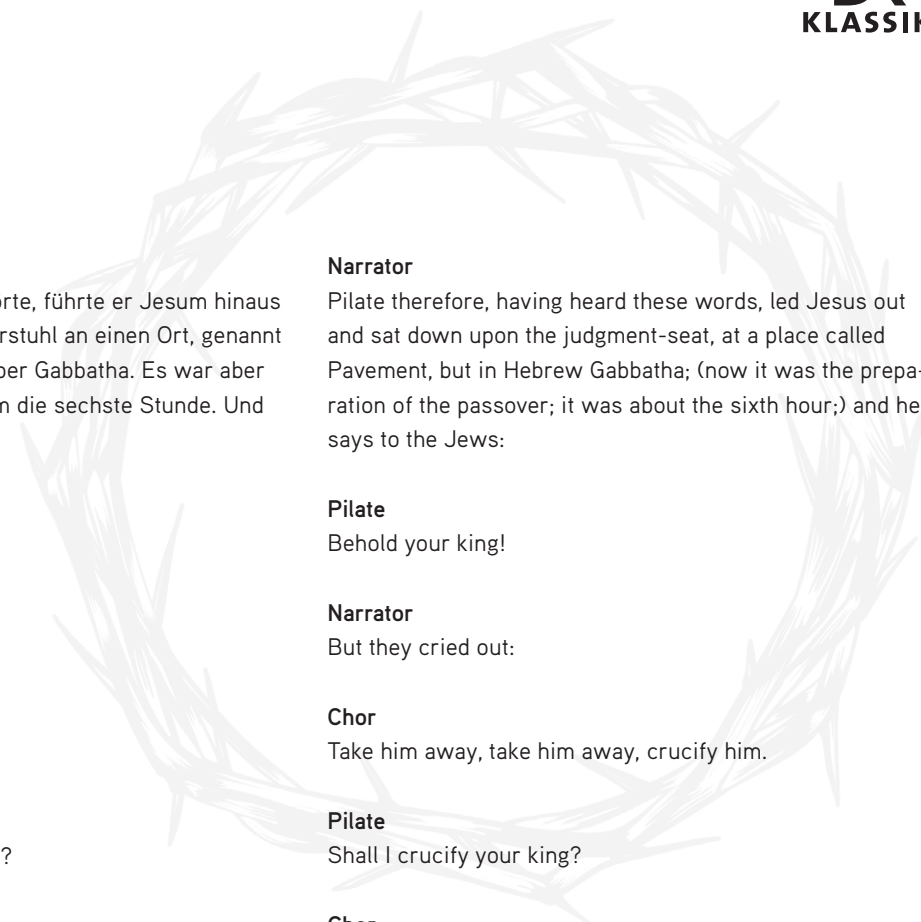 KLASSIK
örte, führte er Jesum hinaus
rstuhl an einen Ort, genannt
ber Gabbatha. Es war aber
m die sechste Stunde. Und
?
Narrator
Pilate therefore, having heard these words, led Jesus out
and sat down upon the judgment-seat, at a place called
Pavement, but in Hebrew Gabbatha; (now it was the prepa-
ration of the passover; it was about the sixth hour;) and he
says to the Jews:
Pilate
Behold your king!
Narrator
But they cried out:
Chor
Take him away, take him away, crucify him.
Pilate
Shall I crucify your king?
Chor